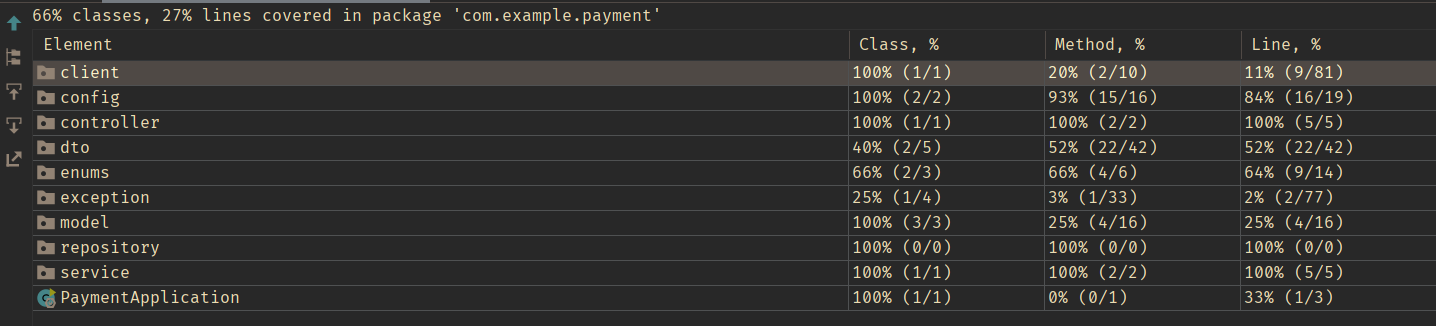 66% classes, 27% lines covered in package 'com.example.payment'
Element Class, % Method, % Line, %
client 100% (1/1) 20% (2/10) 11% (9/81)
config 100% (2/2) 93% (15/16) 84% (16/19)
controller 100% (1/1) 100% (2/2) 100% (5/5)
dto 40% (2/5) 52% (22/42) 52% (22/42)
enums 66% (2/3) 66% (4/6) 64% (9/14)
exception 25% (1/4) 3% (1/33) 2% (2/77)
model 100% (3/3) 25% (4/16) 25% (4/16)
repository 100% (0/0) 100% (0/0) 100% (0/0)
service 100% (1/1) 100% (2/2) 100% (5/5)
PaymentApplication 100% (1/1) 0% (0/1) 33% (1/3)